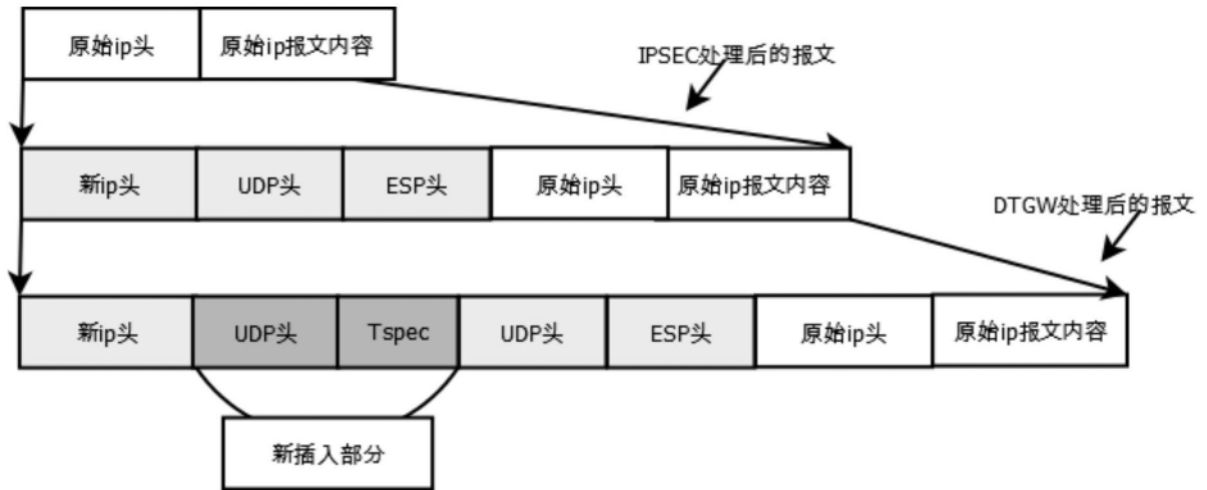 原始ip头
原始ip报文内容
IPSEC处理后的报文
新ip头
UDP头
ESP头
原始ip头
原始ip报文内容
DTGW处理后的报文
新ip头
UDP头
Tspec
UDP头
ESP头
原始ip头
原始ip报文内容
新插入部分